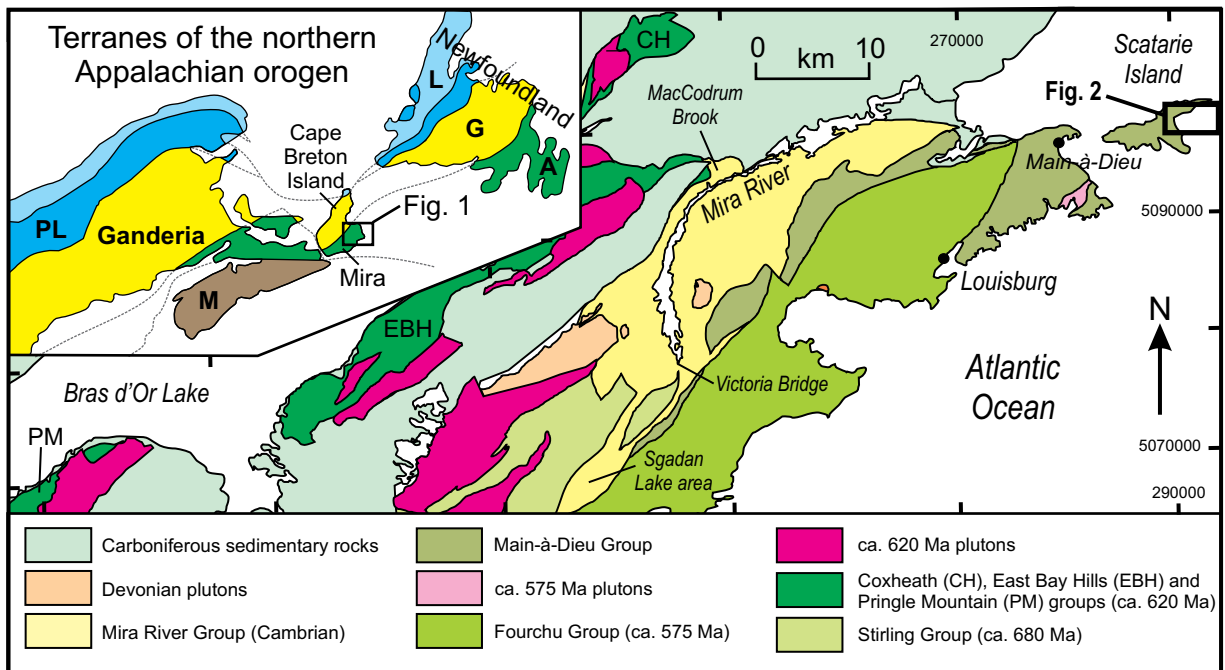 Terranes of the northern
Appalachian orogen
Newfoundland
L
G
A
Cape
Breton
Island
Fig. 1
PL
Ganderia
Mira
M
CH
0 10
km
270000
Scatarie
Island
Fig. 2
MacCodrum
Brook
Mira River
Main-à-Dieu
5090000
Louisburg
EBH
N
Bras d'Or Lake
Victoria Bridge
Atlantic
Ocean
PM
5070000
Sgadan
Lake area
290000
Carboniferous sedimentary rocks
Devonian plutons
Mira River Group (Cambrian)
Main-à-Dieu Group
ca. 575 Ma plutons
Fourchu Group (ca. 575 Ma)
ca. 620 Ma plutons
Coxheath (CH), East Bay Hills (EBH) and
Pringle Mountain (PM) groups (ca. 620 Ma)
Stirling Group (ca. 680 Ma)